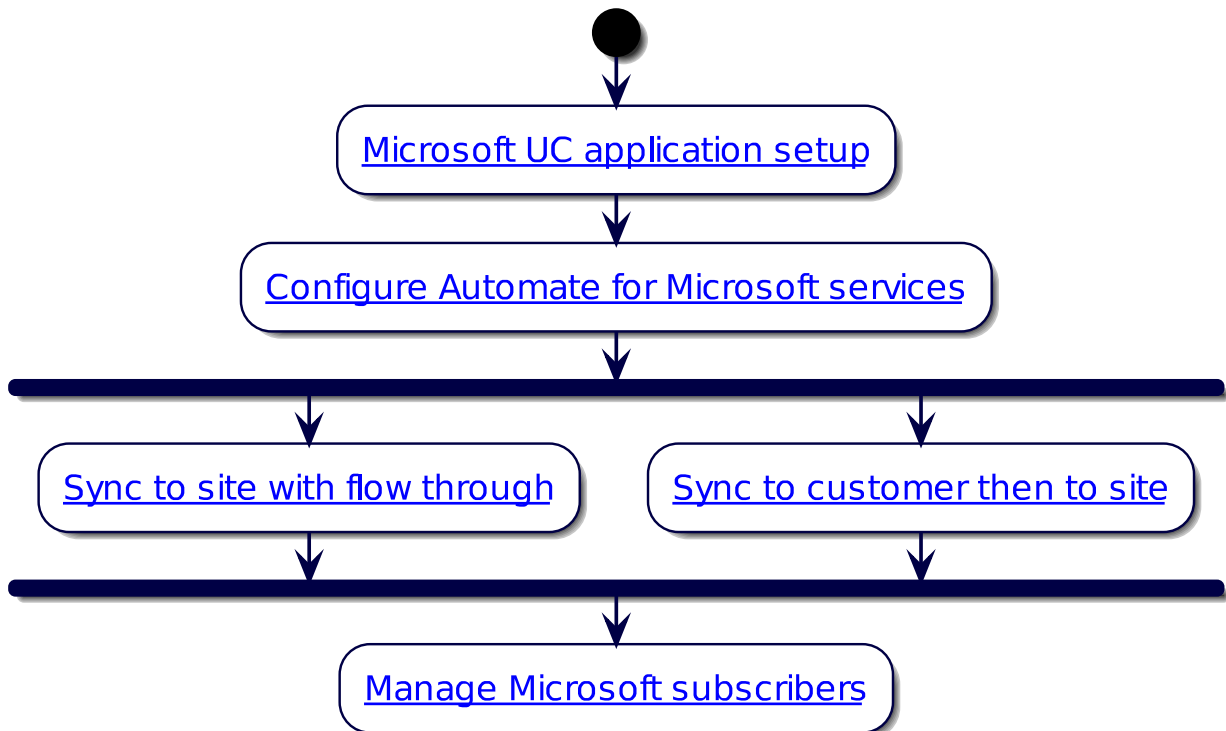 Microsoft UC application setup
Configure Automate for Microsoft services
Sync to site with flow through
Sync to customer then to site
Manage Microsoft subscribers